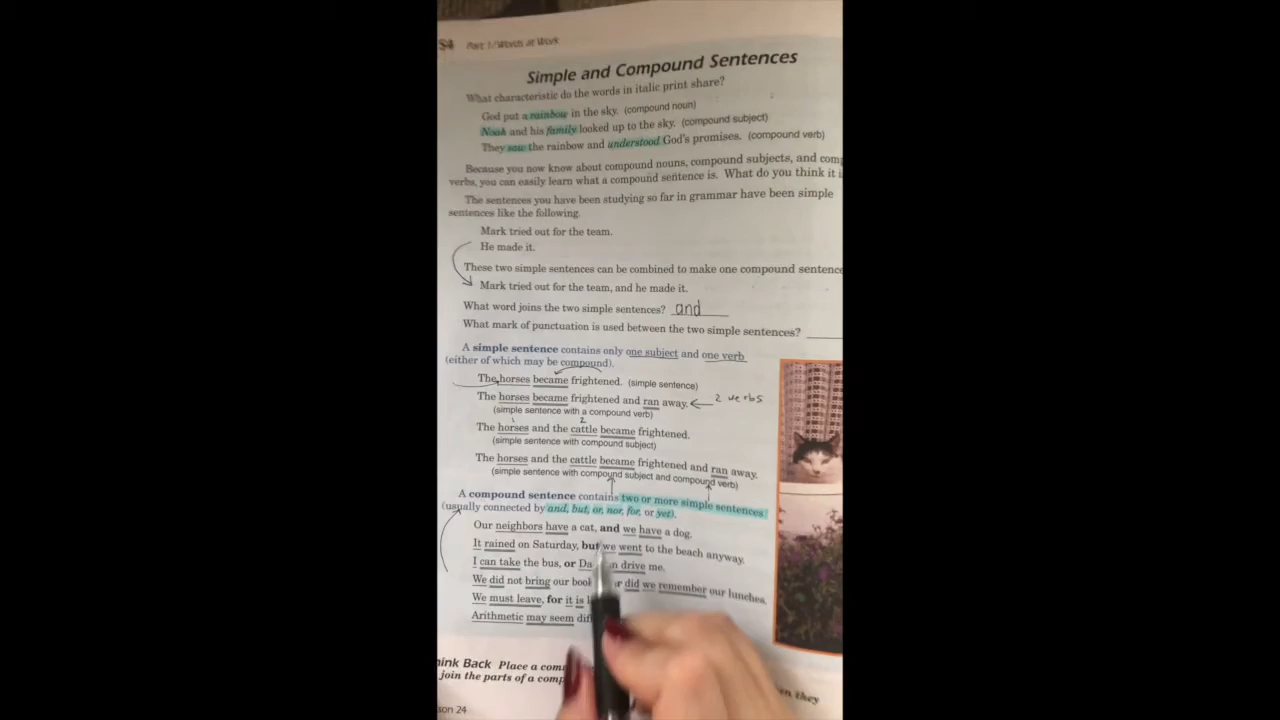 54 Part 1/Words at Work
Simple and Compound Sentences
What characteristic do the words in italic print share?
God put a rainbow in the sky. (compound noun)
Noah and his family looked up to the sky. (compound subject)
They saw the rainbow and understood God's promises. (compound verb)
Because you now know about compound nouns, compound subjects, and
verbs, you can easily learn what a compound sentence is. What do you think
The sentences you have been studying so far in grammar have been simple
sentences like the following.
Mark tried out for the team.
He made it.
These two simple sentences can be combined to make one compound sentence
Mark tried out for the team, and he made it.
What word joins the two simple sentences? and
What mark of punctuation is used between the two simple sentences?
A simple sentence contains only one subject and one verb
(either of which may be compound).
The horses became frightened. (simple sentence)
The horses became frightened and ran away. 2 verbs
(simple sentence with a compound verb)
1 2
The horses and the cattle became frightened.
(simple sentence with compound subject)
The horses and the cattle became frightened and ran away.
(simple sentence with compound subject and compound verb)
A compound sentence contains two or more simple sentences
(usually connected by and, but, or, nor, for, or yet).
Our neighbors have a cat, and we have a dog.
It rained on Saturday, but we went to the beach anyway.
I can take the bus, or drive me.
We did not bring our did we remember our lunches.
We must leave, for it is
Arithmetic may seem
Back Place a
join the parts of a they
24